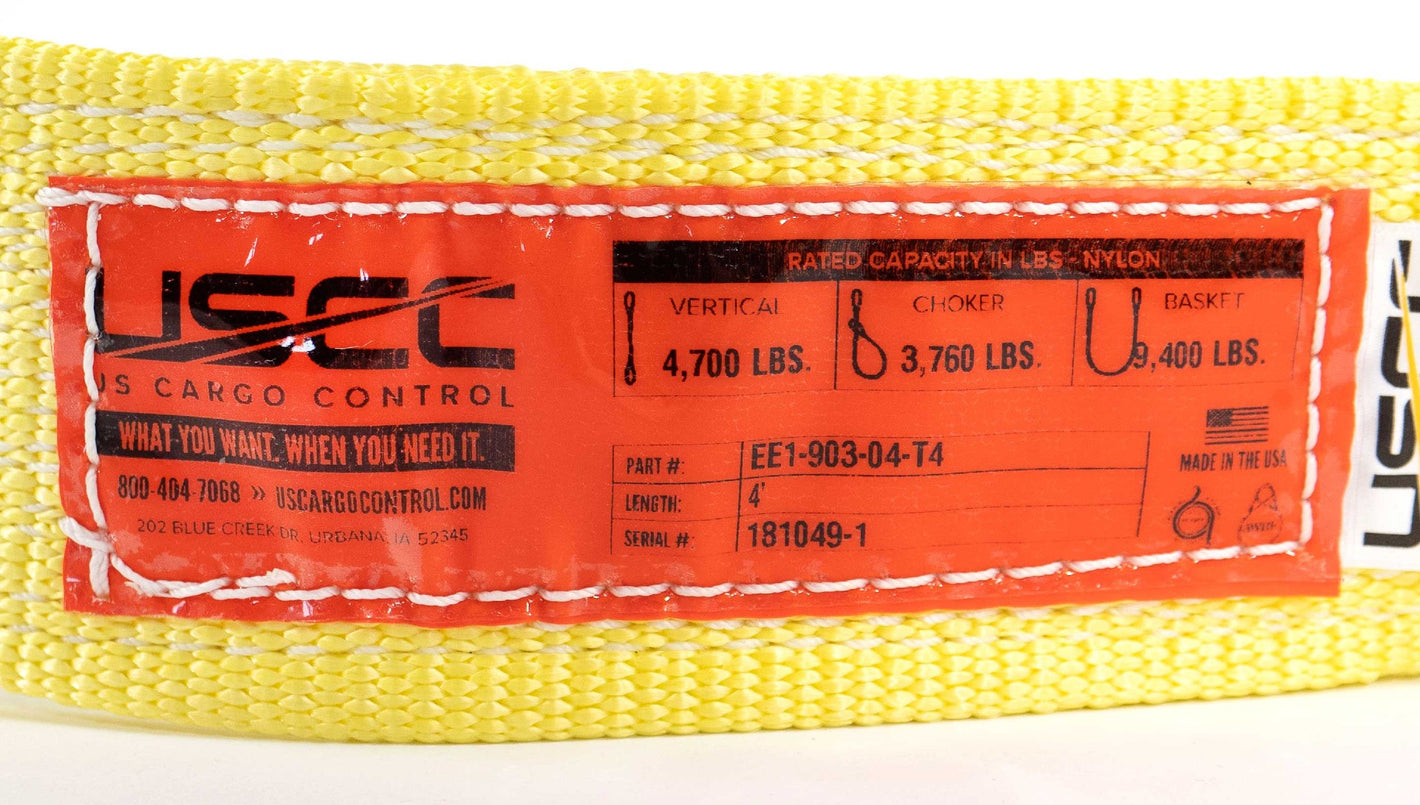 USCC
US CARGO CONTROL
WHAT YOU WANT. WHEN YOU NEED IT.
800-404-7068 » USCARGOCONTROL.COM
202 BLUE CREEK DR, URBANA, IA 52345
RATED CAPACITY IN LBS - NYLON
VERTICAL
4,700 LBS.
CHOKER
3,760 LBS.
BASKET
9,400 LBS.
PART #: EE1-903-04-T4
LENGTH: 4'
SERIAL #: 181049-1
MADE IN THE USA